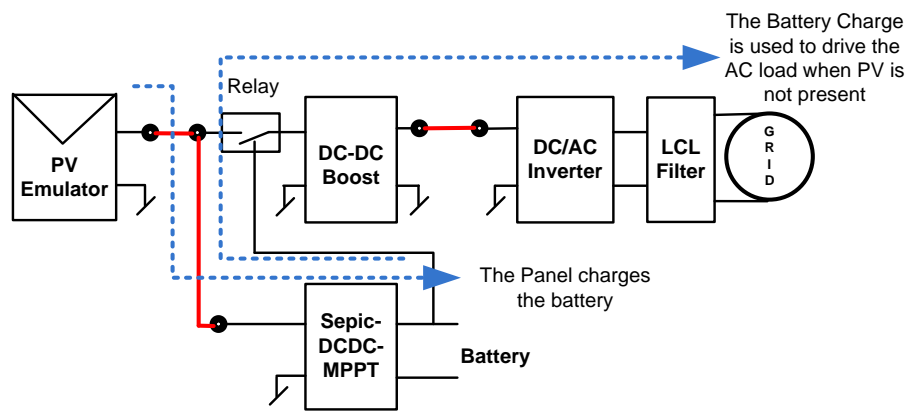 The Battery Charge
is used to drive the
AC load when PV is
not present
Relay
PV
Emulator
DC-DC
Boost
DC/AC
Inverter
LCL
Filter
GRID
The Panel charges
the battery
Sepic-
DCDC-
MPPT
Battery